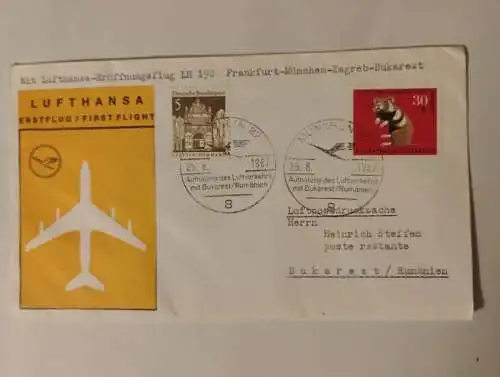 Mit Lufthansa-Eröffnungsflug LH 192 Frankfurt-München-Zagreb-Bukarest
LUFTHANSA
ERSTFLUG / FIRST FLIGHT
5
Deutsche Bundespost
30
1967
Aufnahme des Luftverkehrs
mit Bukarest/Rumänien
8
MÜNCHEN
1967
Aufnahme des Luftverkehrs
mit Bukarest/Rumänien
8
Luftpostdrucksache
Herrn
Heinrich Steffen
poste restante
Bukarest/Rumänien